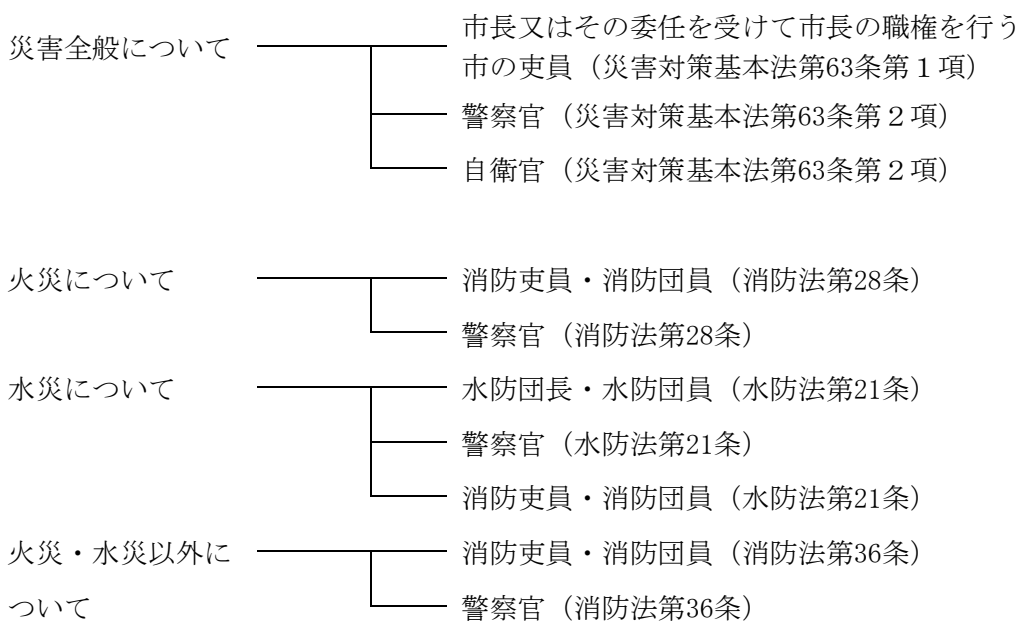 災害全般について
市長又はその委任を受けて市長の職権を行う
市の吏員（災害対策基本法第63条第１項）
警察官（災害対策基本法第63条第２項）
自衛官（災害対策基本法第63条第２項）
火災について
消防吏員・消防団員（消防法第28条）
警察官（消防法第28条）
水災について
水防団長・水防団員（水防法第21条）
警察官（水防法第21条）
消防吏員・消防団員（水防法第21条）
火災・水災以外に
ついて
消防吏員・消防団員（消防法第36条）
警察官（消防法第36条）